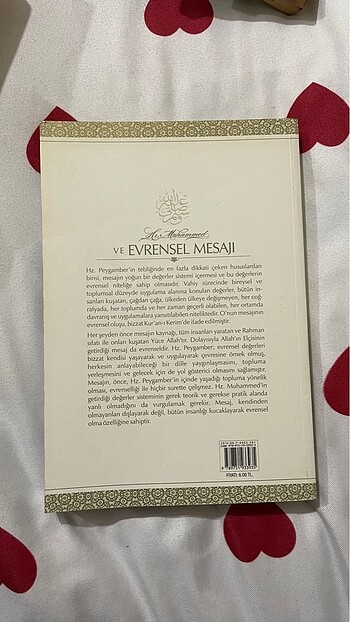 Hz. Muhammed
VE EVRENSEL MESAJI
Hz. Peygamber'in tebliğinde en fazla dikkati çeken hususlardan
birisi, mesajın yoğun bir değerler sistemi içermesi ve bu değerlerin
evrensel niteliğe sahip olmasıdır. Vahiy sürecinde bireysel ve
toplumsal düzeyde uygulama alanına konulan değerler, bütün in-
sanları kuşatan, çağdan çağa, ülkeden ülkeye değişmeyen, her coğ-
rafyada, her toplumda ve her zaman geçerli olabilen, her ortamda
davranış ve uygulamalara yansıtılabilen niteliktedir. O'nun mesajının
evrensel oluşu, bizzat Kur'an-ı Kerim'de ifade edilmiştir.
Her şeyden önce mesajın kaynağı, tüm insanları yaratan ve Rahman
sıfatı ile onları kuşatan Yüce Allah'tır. Dolayısıyla Allah'ın Elçisinin
getirdiği mesaj da evrenseldir. Hz. Peygamber; evrensel değerleri
bizzat kendisi yaşayarak ve uygulayarak çevresine örnek olmuş,
herkesin anlayabileceği bir dille yaygınlaşmasını, topluma
yerleşmesini ve gelecek için de yol gösterici olmasını sağlamıştır.
Mesajın, önce, Hz. Peygamber'in içinde yaşadığı topluma yönelik
olması, evrenselliği ile hiçbir surette çelişmez. Hz. Muhammed'in
getirdiği değerler sisteminin gerek teorik ve gerekse pratik alanda
yanlı olmadığını da vurgulamak gerekir. Mesaj, kendinden
olmayanları dışlayarak değil, bütün insanlığı kucaklayarak evrensel
olma özelliğine sahiptir.
FİYATI: 6.00 TL.